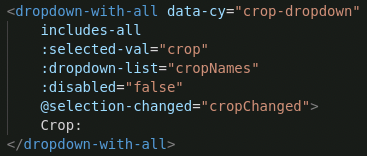 <dropdown-with-all data-cy="crop-dropdown"
includes-all
:selected-val="crop"
:dropdown-list="cropNames"
:disabled="false"
@selection-changed="cropChanged">
Crop:
</dropdown-with-all>